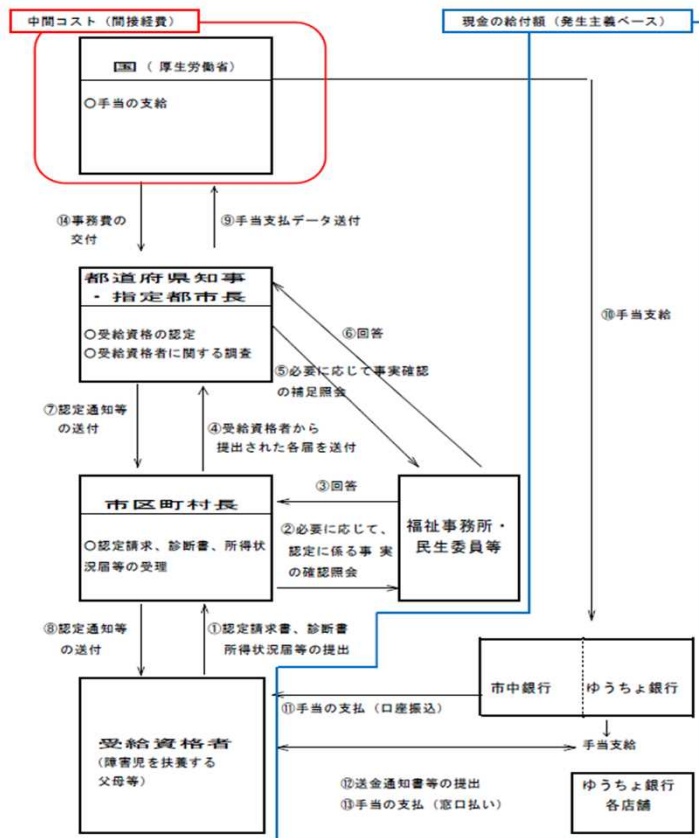 中間コスト（間接経費）
現金の給付額（発生主義ベース）
国（厚生労働省）
○手当の支給
⑭事務費の
交付
⑨手当支払データ送付
都道府県知事
・指定都市長
○受給資格の認定
○受給資格者に関する調査
⑥回答
⑩手当支給
⑤必要に応じて事実確認
の補足照会
⑦認定通知等
の送付
④受給資格者から
提出された各届を送付
市区町村長
○認定請求、診断書、所得状
況届等の受理
③回答
②必要に応じて、
認定に係る事 実
の確認照会
福祉事務所・
民生委員等
⑧認定通知等
の送付
①認定請求書、診断書
所得状況届等の提出
受給資格者
(障害児を扶養する
父母等)
⑪手当の支払（口座振込）
市中銀行
ゆうちょ銀行
手当支給
⑫送金通知書等の提出
⑬手当の支払（窓口払い）
ゆうちょ銀行
各店舗